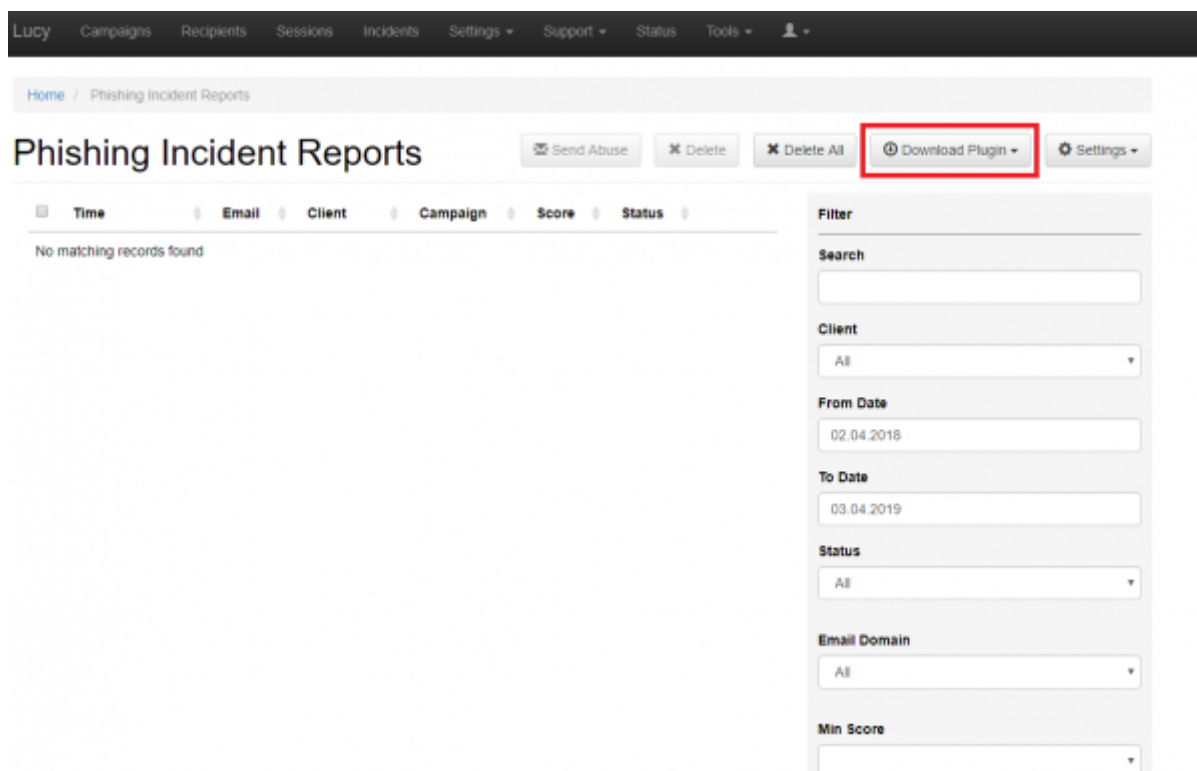 Lucy Campaigns Recipients Sessions Incidents Settings Support Status Tools
Home / Phishing Incident Reports
Phishing Incident Reports Send Abuse Delete Delete All Download Plugin Settings
Time Email Client Campaign Score Status
No matching records found
Filter
Search
Client
All
From Date
02.04.2018
To Date
03.04.2019
Status
All
Email Domain
All
Min Score